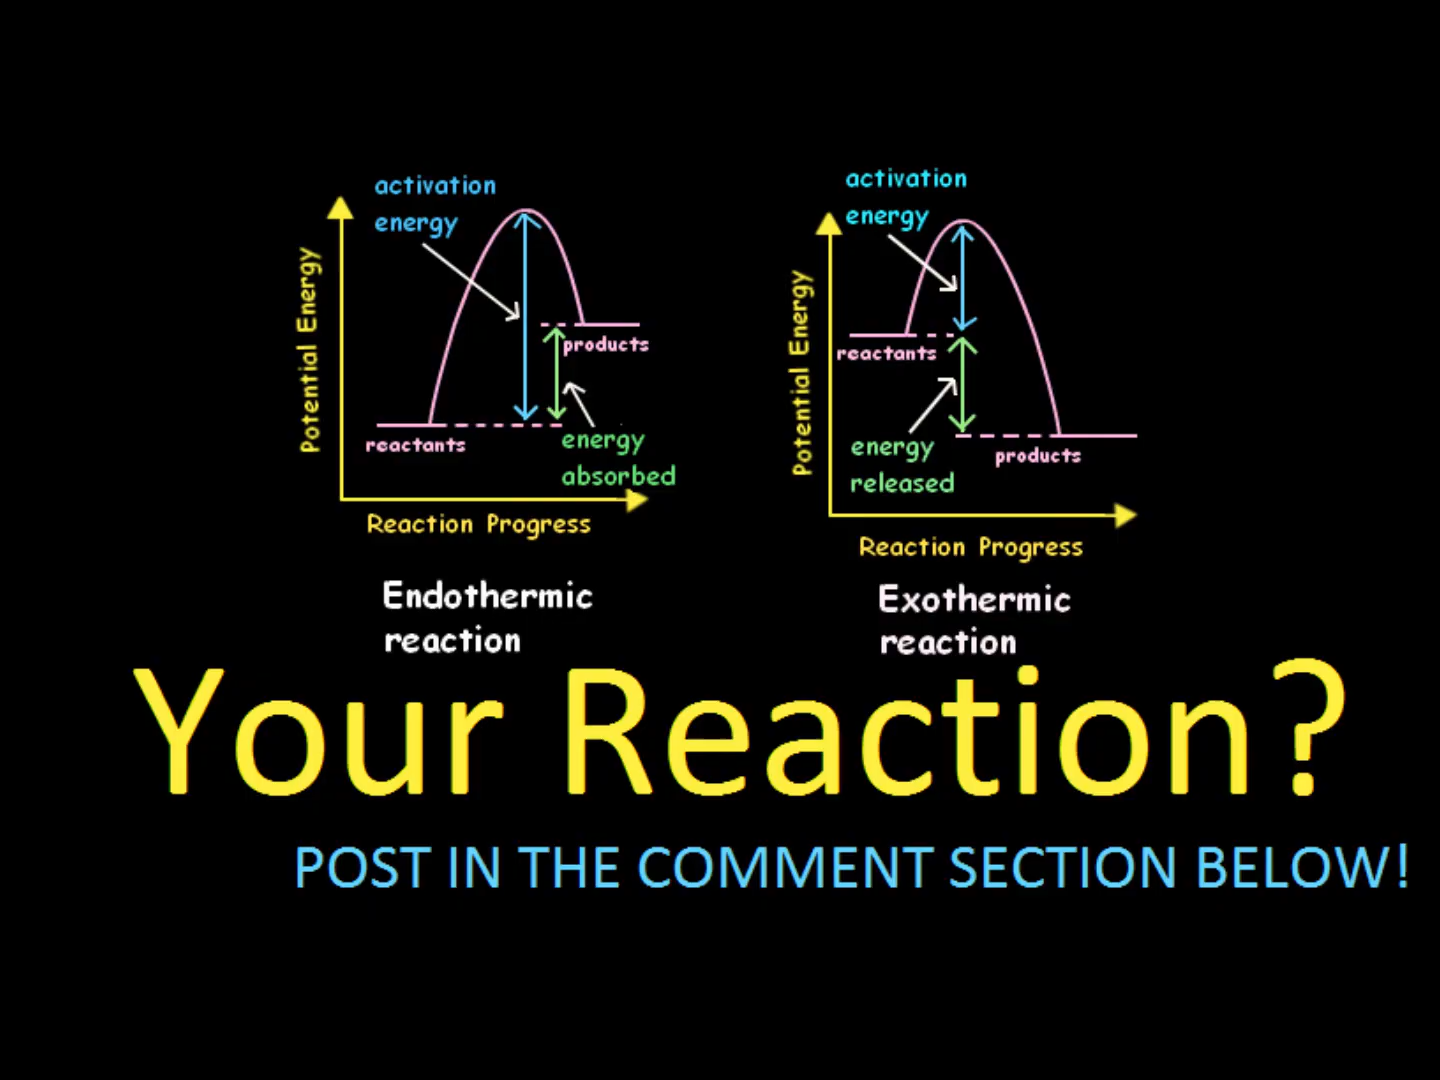 activation
energy
Potential Energy
products
reactants
energy
absorbed
Reaction Progress
Endothermic
reaction
activation
energy
Potential Energy
reactants
energy
released
products
Reaction Progress
Exothermic
reaction
Your Reaction?
POST IN THE COMMENT SECTION BELOW!